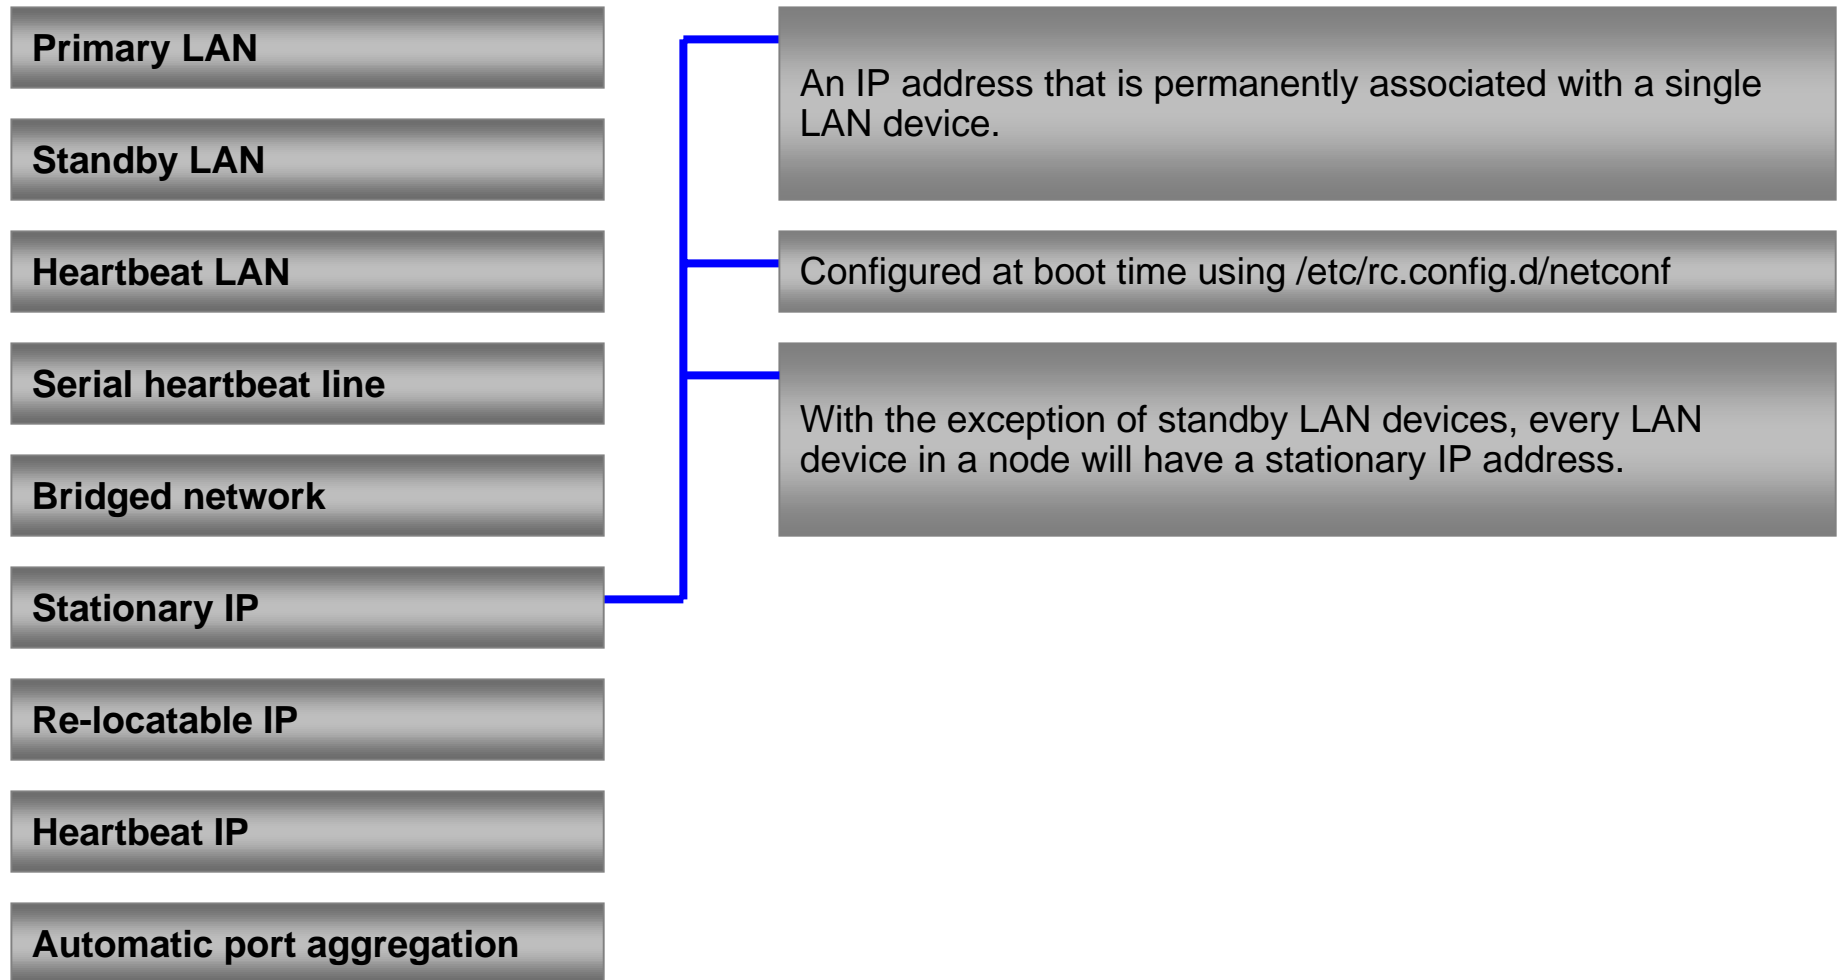 Primary LAN
Standby LAN
Heartbeat LAN
Serial heartbeat line
Bridged network
Stationary IP
Re-locatable IP
Heartbeat IP
Automatic port aggregation
An IP address that is permanently associated with a single
LAN device.
Configured at boot time using /etc/rc.config.d/netconf
With the exception of standby LAN devices, every LAN
device in a node will have a stationary IP address.